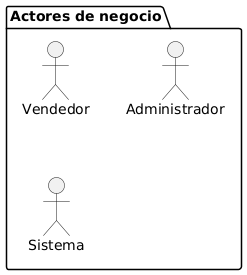 Actores de negocio
Vendedor
Administrador
Sistema